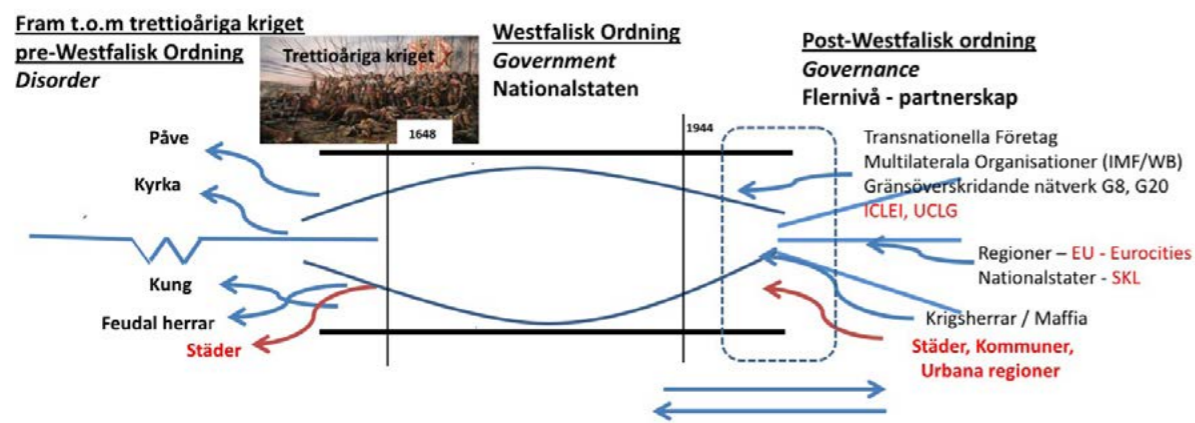 Fram t.o.m trettioåriga kriget
pre-Westfalisk Ordning
Disorder
Trettioåriga kriget
1648
Westfalisk Ordning
Government
Nationalstaten
1944
Post-Westfalisk ordning
Governance
Flernivå - partnerskap
Påve
Kyrka
Kung
Feudal herrar
Städer
Transnationella Företag
Multilaterala Organisationer (IMF/WB)
Gränsöverskridande nätverk G8, G20
ICLEI, UCLG
Regioner – EU - Eurocities
Nationalstater - SKL
Krigsherrar / Maffia
Städer, Kommuner,
Urbana regioner